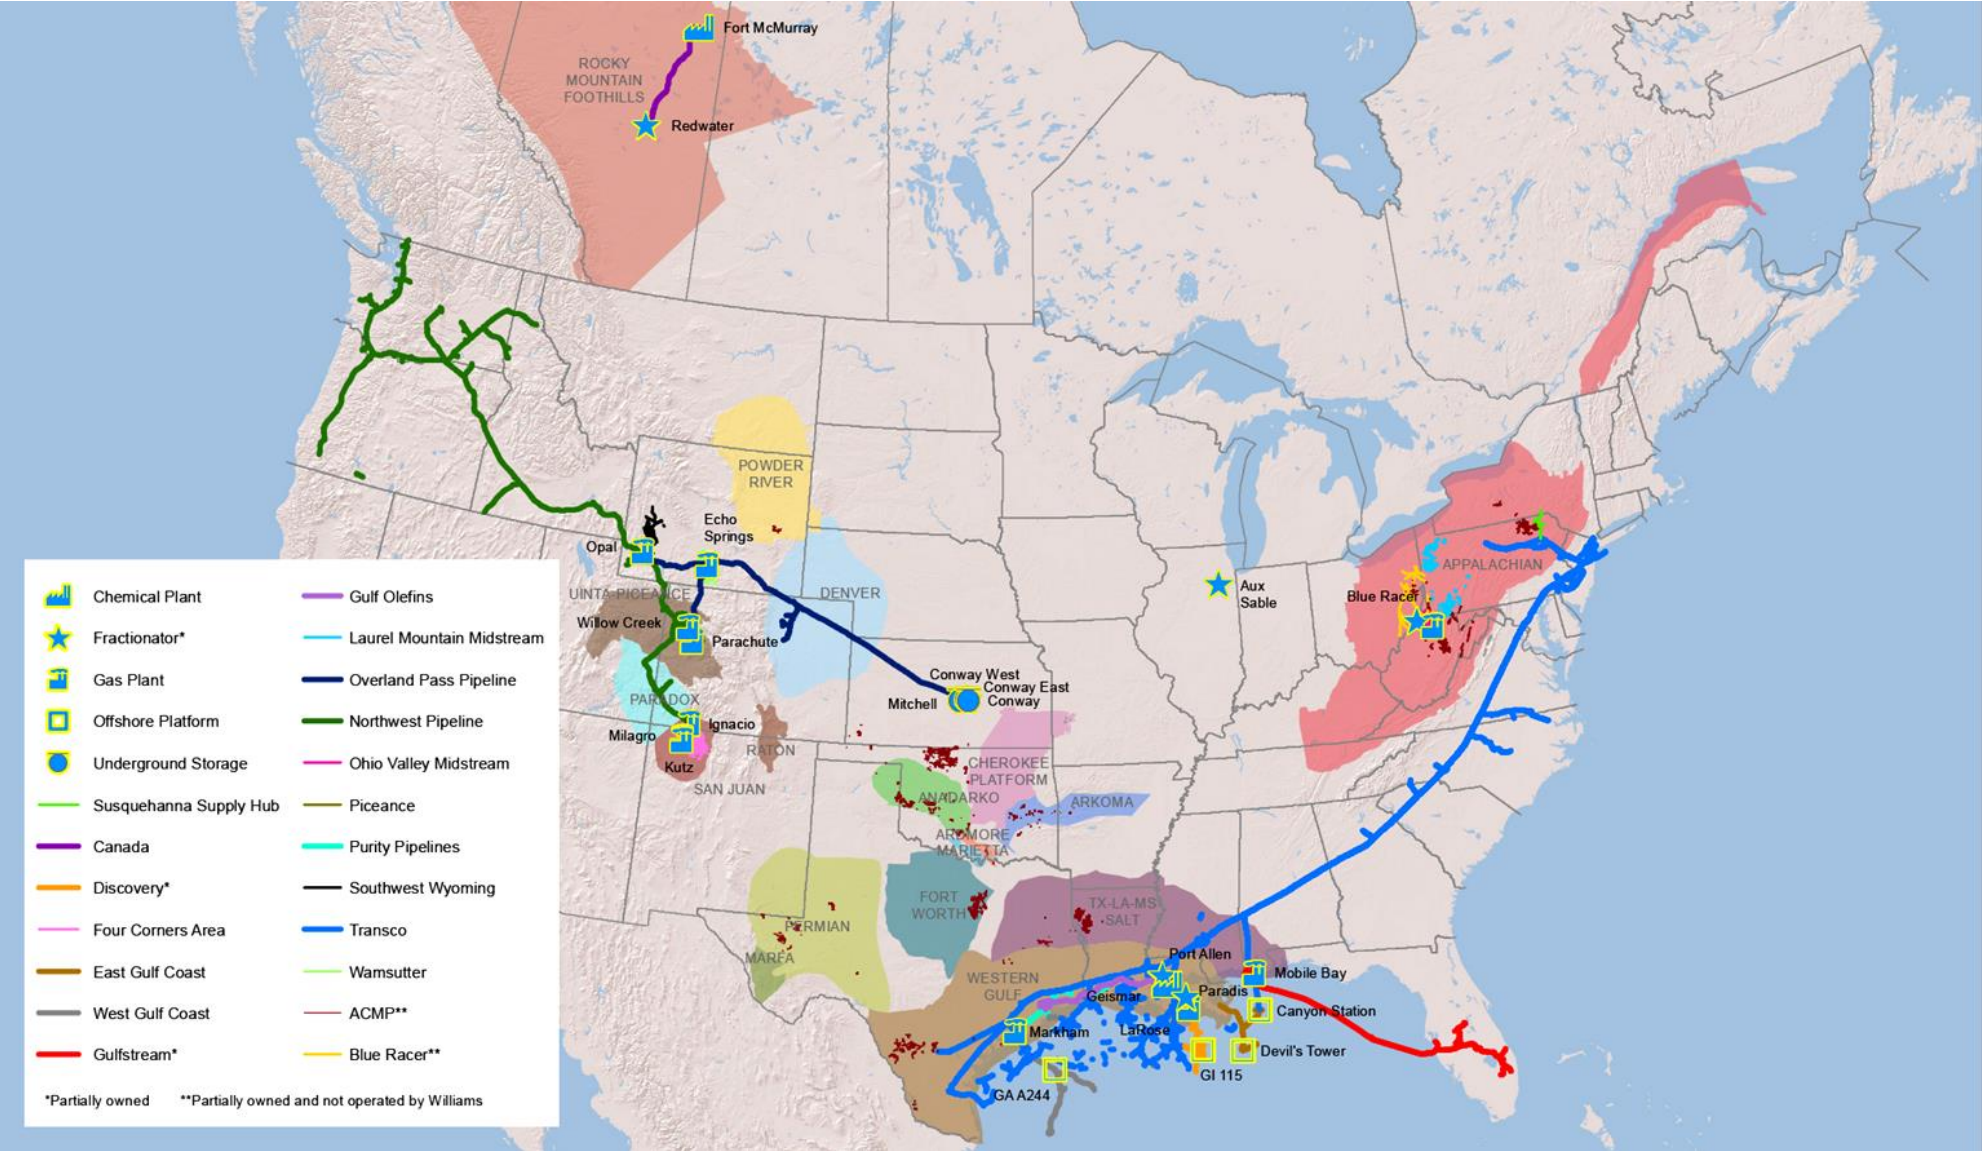 Fort McMurray
ROCKY
MOUNTAIN
FOOTHILLS
Redwater
POWDER
RIVER
Echo
Springs
Opal
UINTA-PICEANCE
DENVER
Willow Creek
Parachute
PARADOX
Ignacio
Milagro
Kutz
RATON
SAN JUAN
Conway West
Conway East
Mitchell
Conway
Aux
Sable
APPALACHIAN
Blue Racer
CHEROKEE
PLATFORM
ANADARKO
ARKOMA
ARDMORE
MARIETTA
FORT
WORTH
TX-LA-MS
SALT
PERMIAN
MARFA
WESTERN
GULF
Port Allen
Mobile Bay
Geismar
Paradis
Canyon Station
Markham
LaRose
Devil's Tower
GI 115
GA A244
Chemical Plant
Fractionator*
Gas Plant
Offshore Platform
Underground Storage
Susquehanna Supply Hub
Canada
Discovery*
Four Corners Area
East Gulf Coast
West Gulf Coast
Gulfstream*
Gulf Olefins
Laurel Mountain Midstream
Overland Pass Pipeline
Northwest Pipeline
Ohio Valley Midstream
Piceance
Purity Pipelines
Southwest Wyoming
Transco
Wamsutter
ACMP**
Blue Racer**
*Partially owned
**Partially owned and not operated by Williams